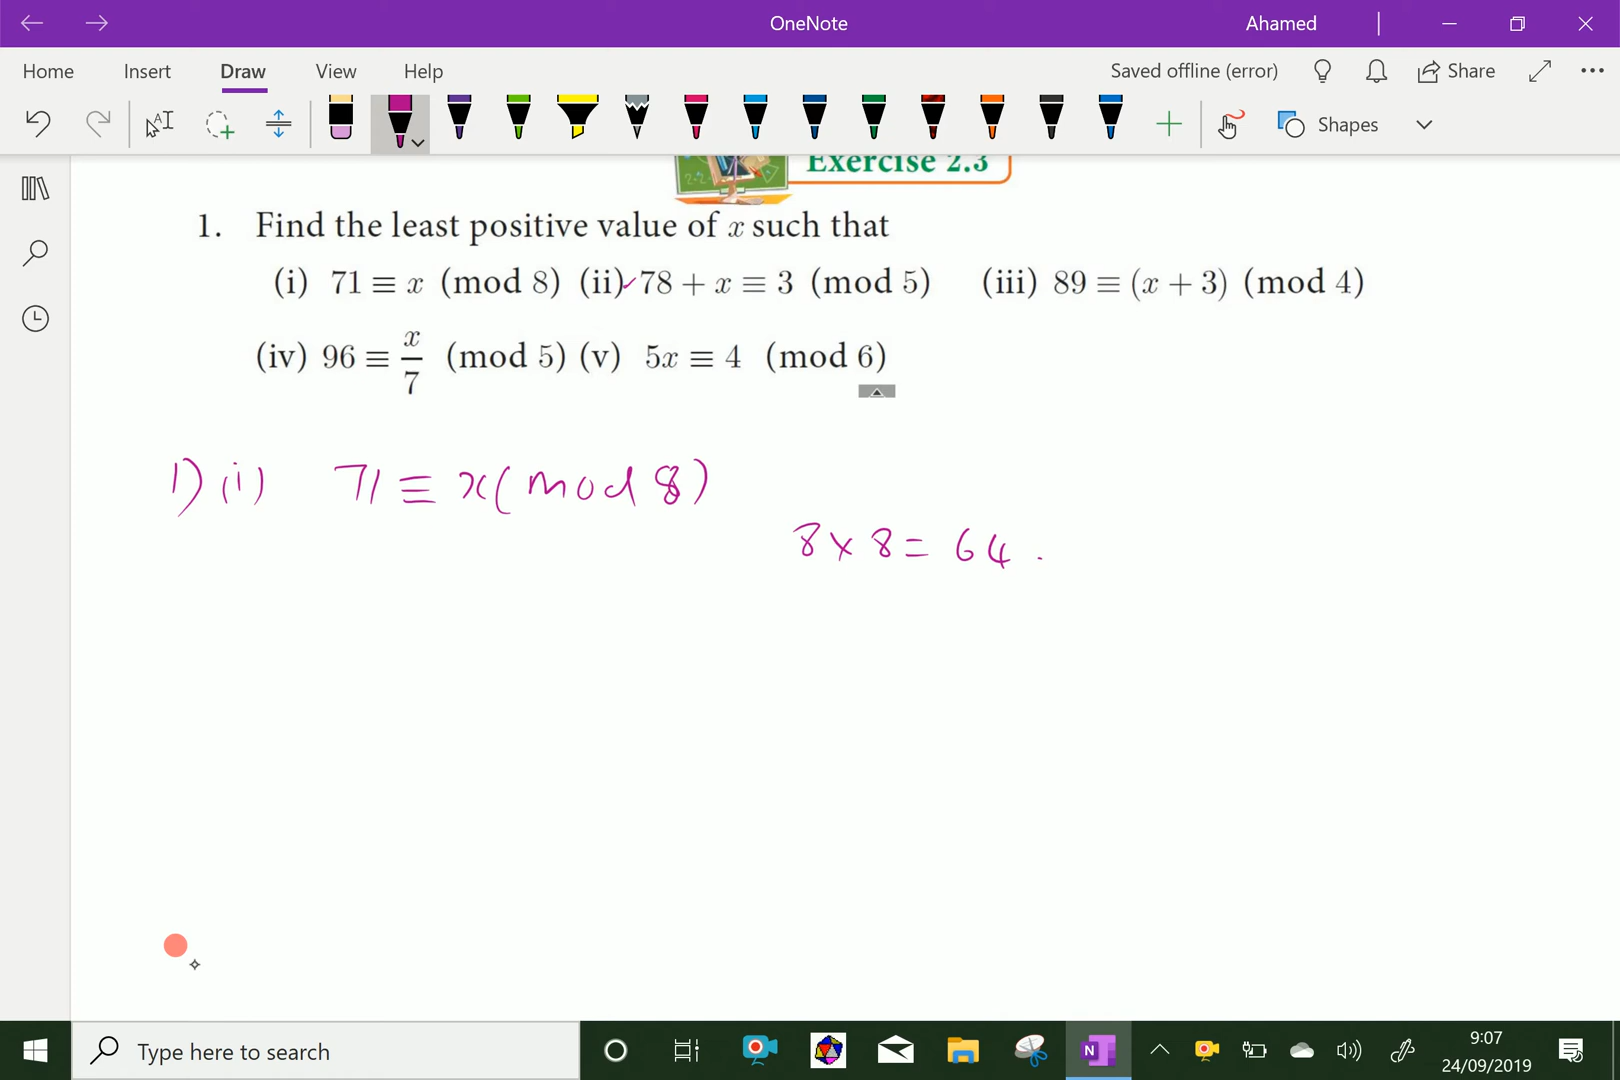 OneNote
Ahamed
Home Insert Draw View Help
Saved offline (error)
Share
Shapes
Exercise 2.3
1. Find the least positive value of x such that
(i) 71 ≡ x (mod 8) (ii) 78 + x ≡ 3 (mod 5) (iii) 89 ≡ (x + 3) (mod 4)
(iv) 96 ≡ x/7 (mod 5) (v) 5x ≡ 4 (mod 6)
1) (i) 71 ≡ x (mod 8)
8 x 8 = 64 .
Type here to search
9:07
24/09/2019